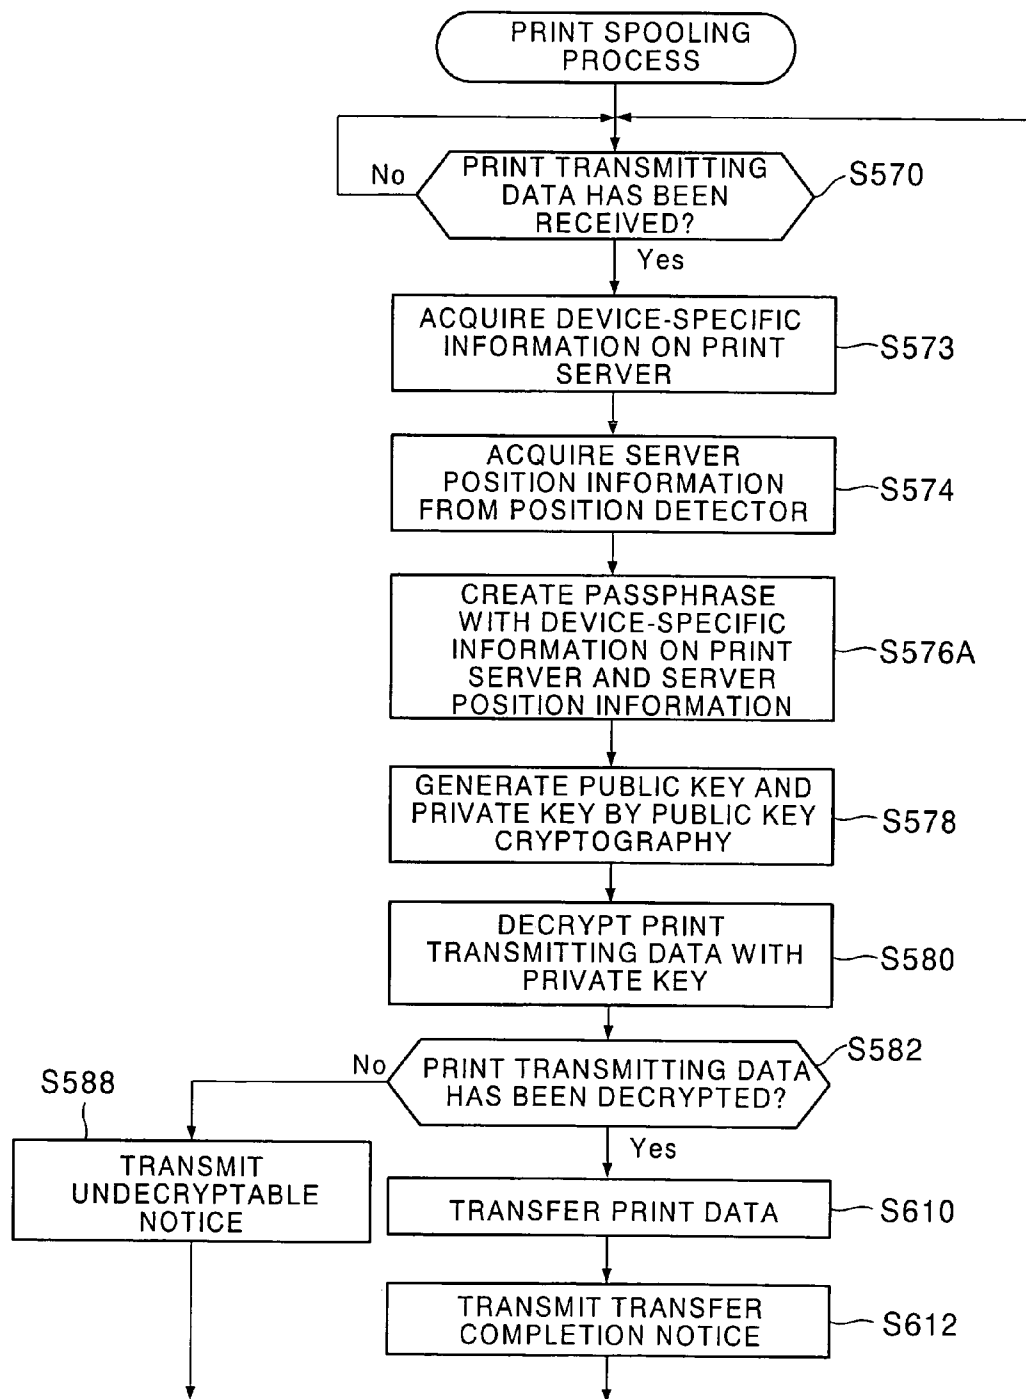 PRINT SPOOLING
PROCESS
No
PRINT TRANSMITTING
DATA HAS BEEN
RECEIVED?
S570
Yes
ACQUIRE DEVICE-SPECIFIC
INFORMATION ON PRINT
SERVER
S573
ACQUIRE SERVER
POSITION INFORMATION
FROM POSITION DETECTOR
S574
CREATE PASSPHRASE
WITH DEVICE-SPECIFIC
INFORMATION ON PRINT
SERVER AND SERVER
POSITION INFORMATION
S576A
GENERATE PUBLIC KEY AND
PRIVATE KEY BY PUBLIC KEY
CRYPTOGRAPHY
S578
DECRYPT PRINT
TRANSMITTING DATA WITH
PRIVATE KEY
S580
No
PRINT TRANSMITTING DATA
HAS BEEN DECRYPTED?
S582
S588
Yes
TRANSMIT
UNDECRYPTABLE
NOTICE
TRANSFER PRINT DATA
S610
TRANSMIT TRANSFER
COMPLETION NOTICE
S612